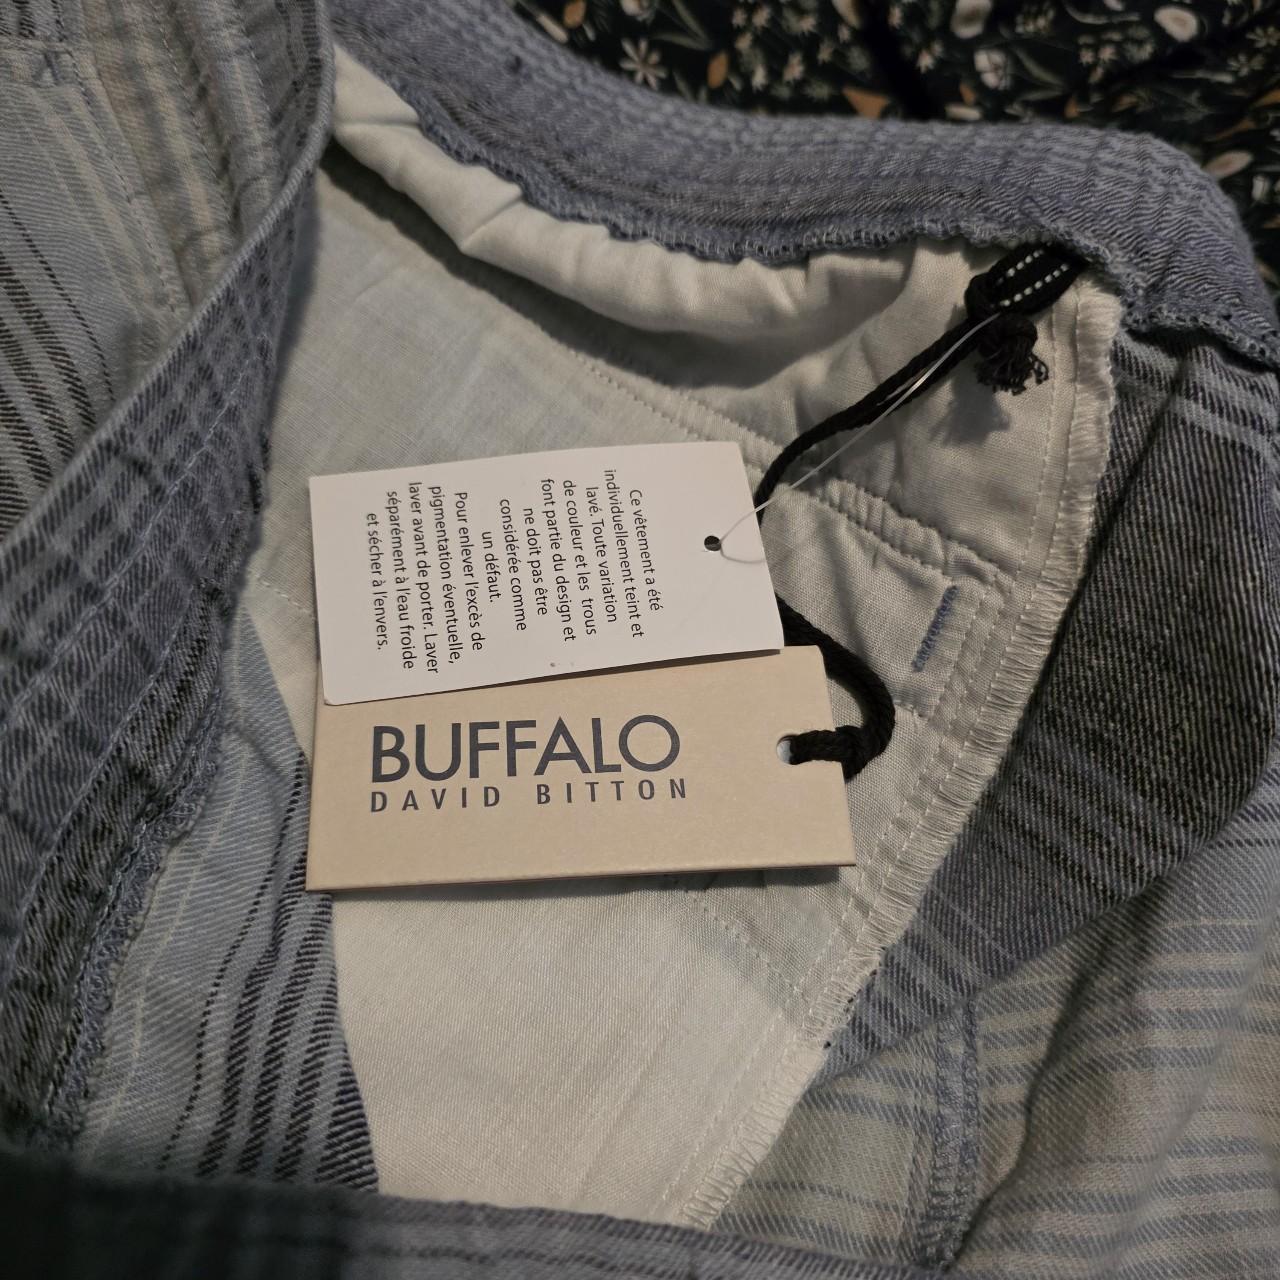 Ce vêtement a été
individuellement teint et
lavé. Toute variation
de couleur et les trous
font partie du design et
ne doit pas être
considérée comme
un défaut.
Pour enlever l'excès de
pigmentation éventuelle,
laver avant de porter. Laver
séparément à l'eau froide
et sécher à l'envers.
BUFFALO
DAVID BITTON